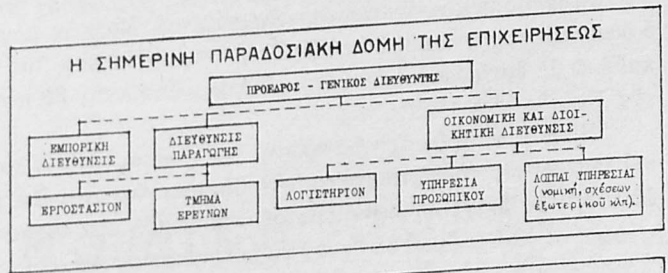 Η ΣΗΜΕΡΙΝΗ ΠΑΡΑΔΟΣΙΑΚΗ ΔΟΜΗ ΤΗΣ ΕΠΙΧΕΙΡΗΣΕΩΣ
ΠΡΟΕΔΡΟΣ - ΓΕΝΙΚΟΣ ΔΙΕΥΘΥΝΤΗΣ
ΕΜΠΟΡΙΚΗ
ΔΙΕΥΘΥΝΣΙΣ
ΔΙΕΥΘΥΝΣΙΣ
ΠΑΡΑΓΩΓΗΣ
ΟΙΚΟΝΟΜΙΚΗ ΚΑΙ ΔΙΟΙ-
ΚΗΤΙΚΗ ΔΙΕΥΘΥΝΣΙΣ
ΕΡΓΟΣΤΑΣΙΟΝ
ΤΜΗΜΑ
ΕΡΕΥΝΩΝ
ΛΟΓΙΣΤΗΡΙΟΝ
ΥΠΗΡΕΣΙΑ
ΠΡΟΣΩΠΙΚΟΥ
ΛΟΙΠΑΙ ΥΠΗΡΕΣΙΑΙ
(νομική, σχέσεων
ἐξωτερικοῦ κλπ).